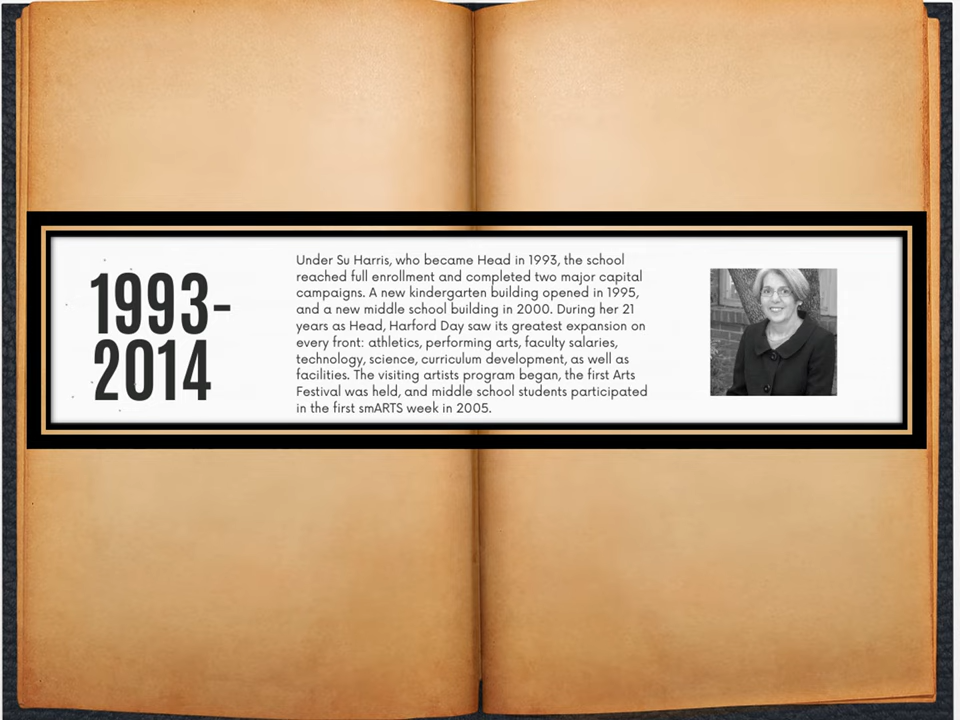 1993-
2014
Under Su Harris, who became Head in 1993, the school
reached full enrollment and completed two major capital
campaigns. A new kindergarten building opened in 1995,
and a new middle school building in 2000. During her 21
years as Head, Harford Day saw its greatest expansion on
every front: athletics, performing arts, faculty salaries,
technology, science, curriculum development, as well as
facilities. The visiting artists program began, the first Arts
Festival was held, and middle school students participated
in the first smARTS week in 2005.